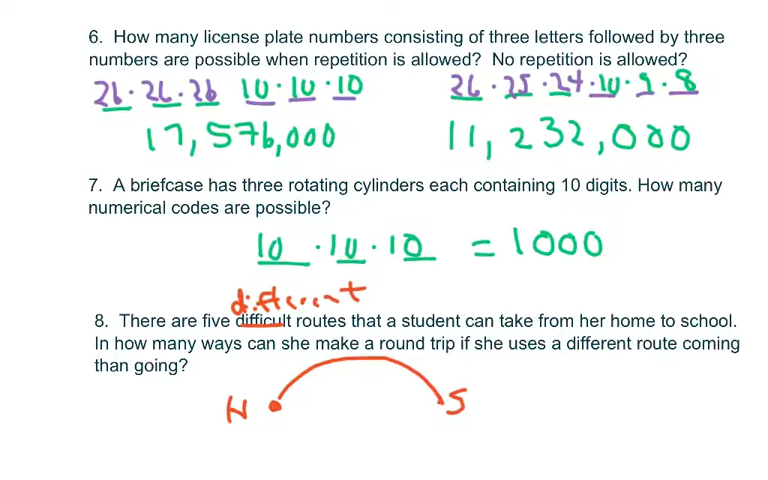 6. How many license plate numbers consisting of three letters followed by three
numbers are possible when repetition is allowed? No repetition is allowed?
26 · 26 · 26 10 · 10 · 10 26 · 25 · 24 · 10 · 9 · 8
17,576,000 11,232,000
7. A briefcase has three rotating cylinders each containing 10 digits. How many
numerical codes are possible?
10 · 10 · 10 = 1000
different
8. There are five difficult routes that a student can take from her home to school.
In how many ways can she make a round trip if she uses a different route coming
than going?
H S